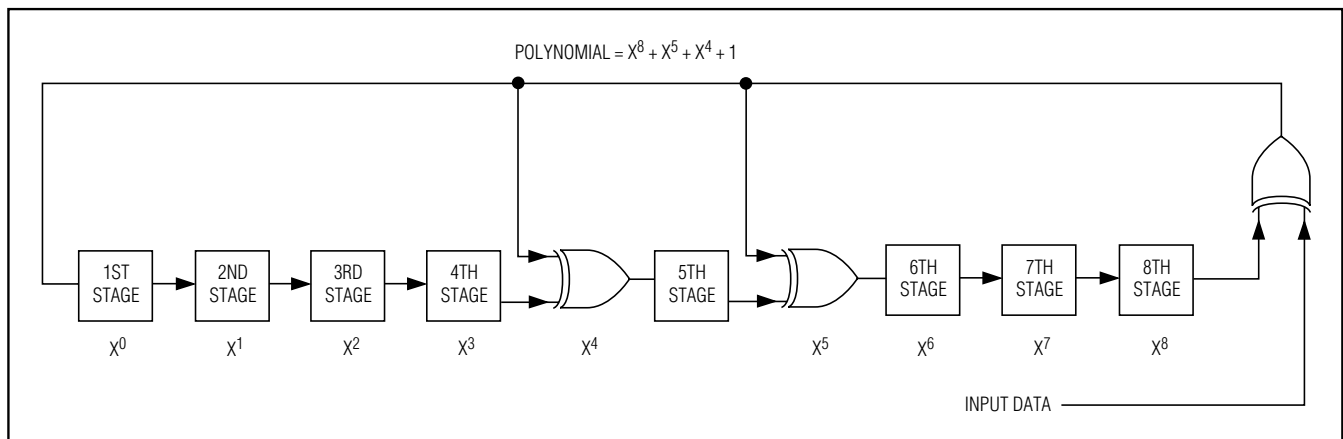 POLYNOMIAL = X⁸ + X⁵ + X⁴ + 1
1ST
STAGE
2ND
STAGE
3RD
STAGE
4TH
STAGE
5TH
STAGE
6TH
STAGE
7TH
STAGE
8TH
STAGE
X⁰
X¹
X²
X³
X⁴
X⁵
X⁶
X⁷
X⁸
INPUT DATA